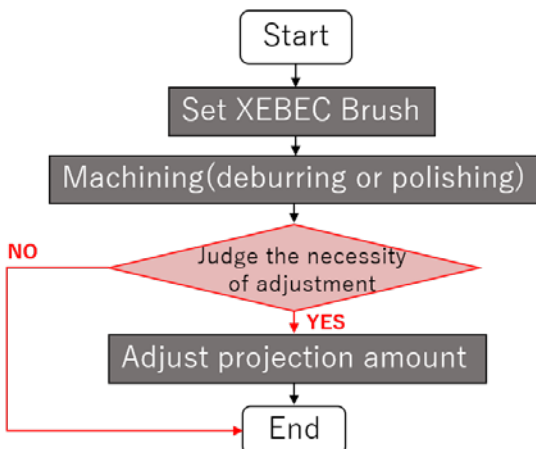 Start
Set XEBEC Brush
Machining(deburring or polishing)
NO
Judge the necessity
of adjustment
YES
Adjust projection amount
End